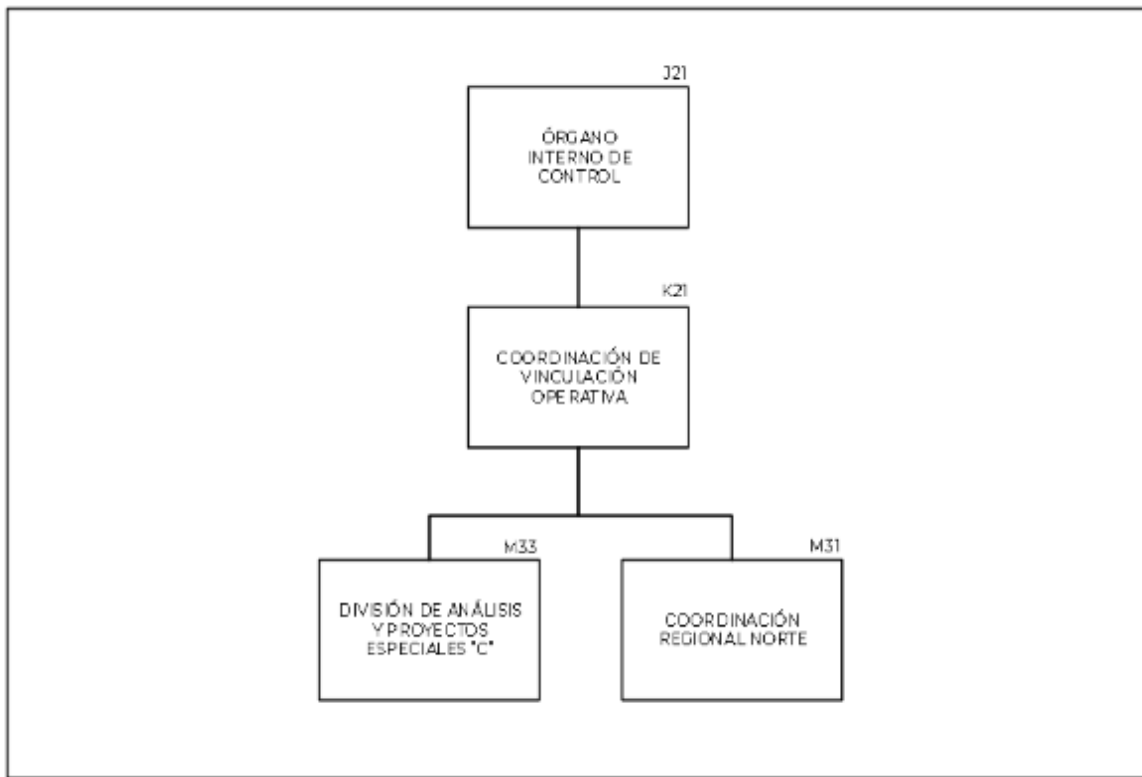 J21
ÓRGANO
INTERNO DE
CONTROL
K21
COORDINACIÓN DE
VINCULACIÓN
OPERATIVA
M33
DIVISIÓN DE ANÁLISIS
Y PROYECTOS
ESPECIALES "C"
M31
COORDINACIÓN
REGIONAL NORTE